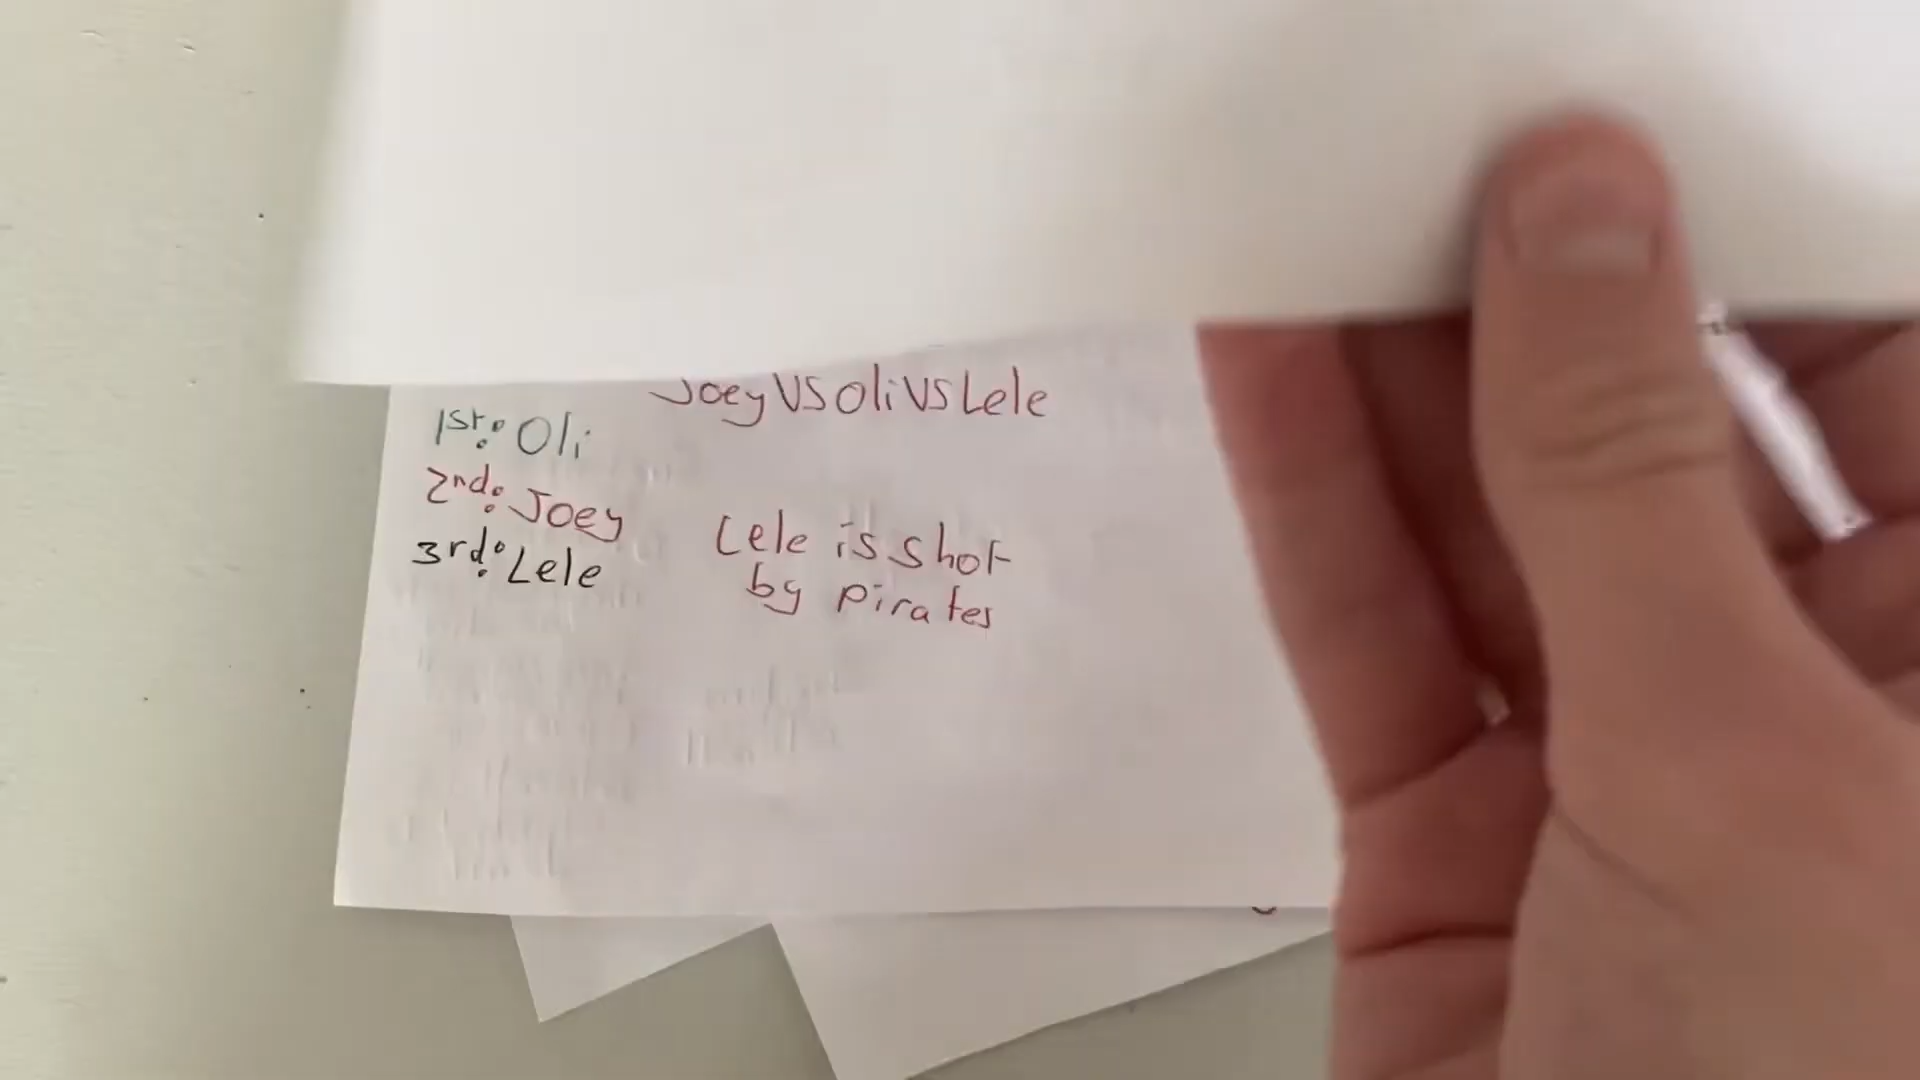 Joey VS Oli VS Lele
1st: Oli
2nd: Joey
3rd: Lele
Lele is shot
by pirates